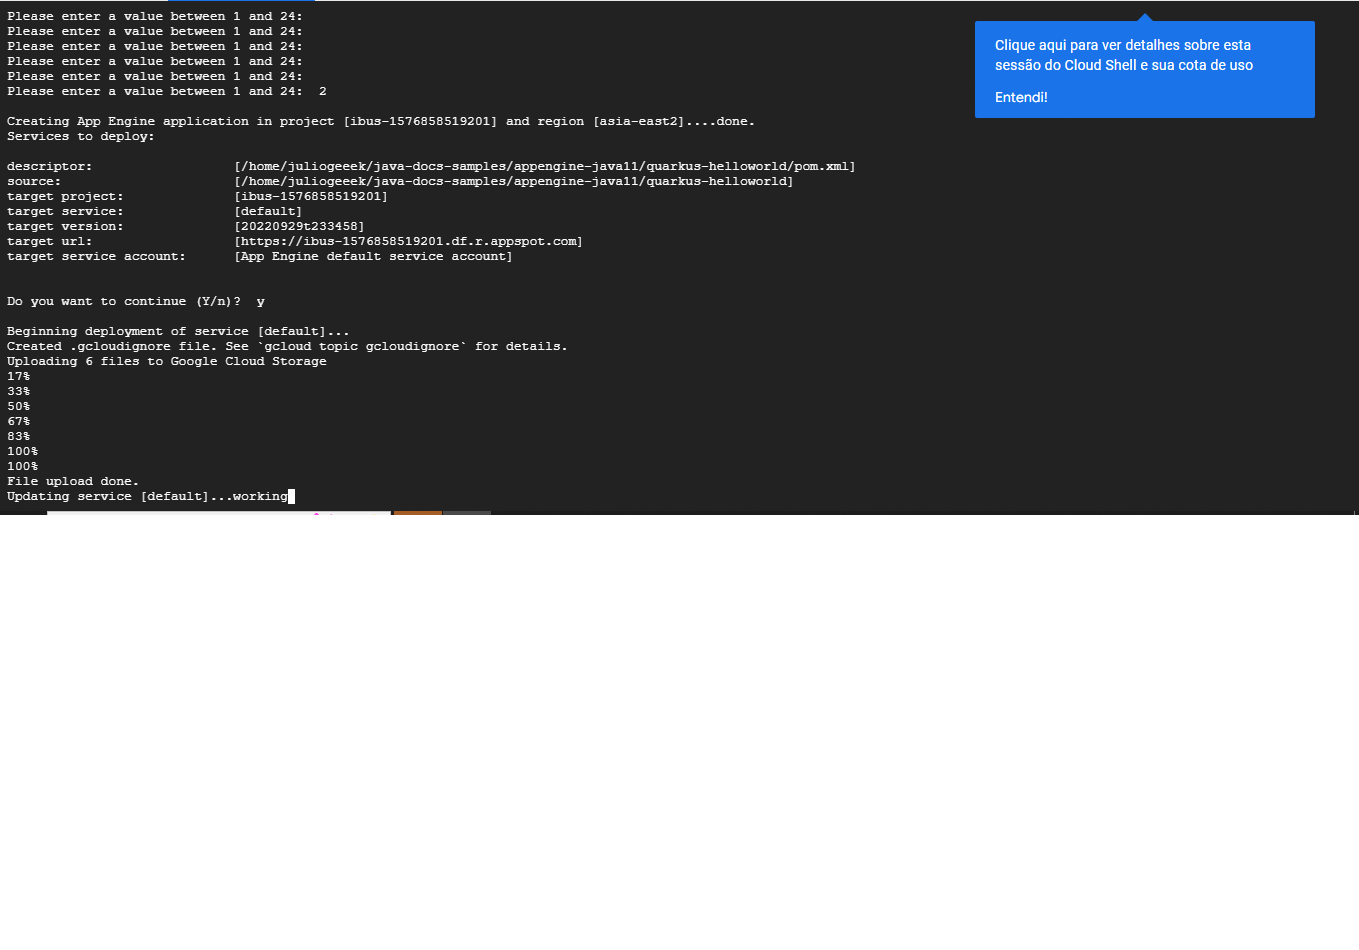 Please enter a value between 1 and 24:
Please enter a value between 1 and 24:
Please enter a value between 1 and 24:
Please enter a value between 1 and 24:
Please enter a value between 1 and 24:
Please enter a value between 1 and 24:  2
Creating App Engine application in project [ibus-1576858519201] and region [asia-east2]....done.
Services to deploy:
descriptor:                  [/home/juliogeeek/java-docs-samples/appengine-java11/quarkus-helloworld/pom.xml]
source:                      [/home/juliogeeek/java-docs-samples/appengine-java11/quarkus-helloworld]
target project:              [ibus-1576858519201]
target service:              [default]
target version:              [20220929t233458]
target url:                  [https://ibus-1576858519201.df.r.appspot.com]
target service account:      [App Engine default service account]
Do you want to continue (Y/n)?  y
Beginning deployment of service [default]...
Created .gcloudignore file. See `gcloud topic gcloudignore` for details.
Uploading 6 files to Google Cloud Storage
17%
33%
50%
67%
83%
100%
100%
File upload done.
Updating service [default]...working
Clique aqui para ver detalhes sobre esta
sessão do Cloud Shell e sua cota de uso
Entendi!